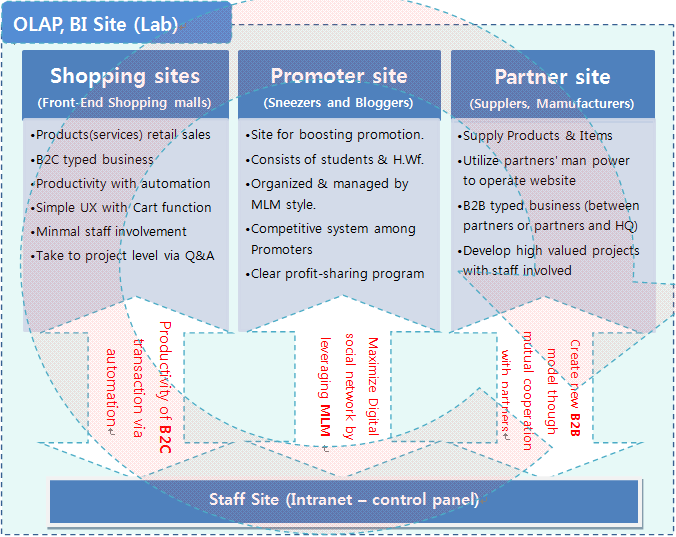 OLAP, BI Site (Lab)
Shopping sites
(Front-End Shopping malls)
•Products(services) retail sales
•B2C typed business
•Productivity with automation
•Simple UX with Cart function
•Minmal staff involvement
•Take to project level via Q&A
Promoter site
(Sneezers and Bloggers)
•Site for boosting promotion.
•Consists of students & H.Wf.
•Organized & managed by
MLM style.
•Competitive system among
Promoters
•Clear profit-sharing program
Partner site
(Supplers, Mamufacturers)
•Supply Products & Items
•Utilize partners' man power
to operate website
•B2B typed business (between
partners or partners and HQ)
•Develop high valued projects
with staff involved
Productivity of B2C
transaction via
automation↵
Maximize Digital
social network by
leveraging MLM↵
Create new B2B
model though
mutual cooperation
with partners↵
Staff Site (Intranet – control panel)